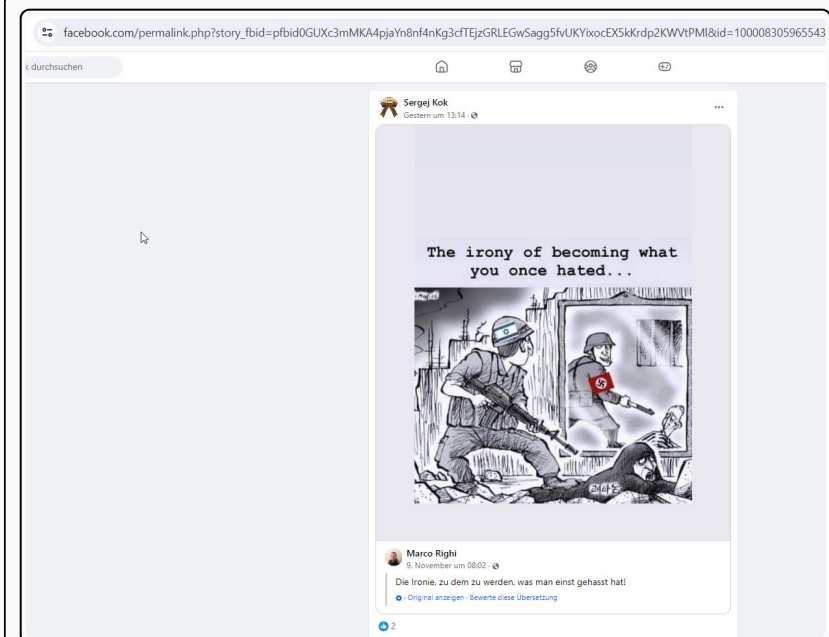 facebook.com/permalink.php?story_fbid=pfbid0GUXc3mMKA4pjaYn8nf4nKg3cfTEjzGRLEGwSagg5fvUKYixocEX5kKrdp2KWVtPMl&id=100008305965543
durchsuchen
Sergej Kok
Gestern um 13:14
The irony of becoming what
you once hated...
Marco Righi
9. November um 08:02
Die Ironie, zu dem zu werden, was man einst gehasst hat!
Original anzeigen · Bewerte diese Übersetzung
2